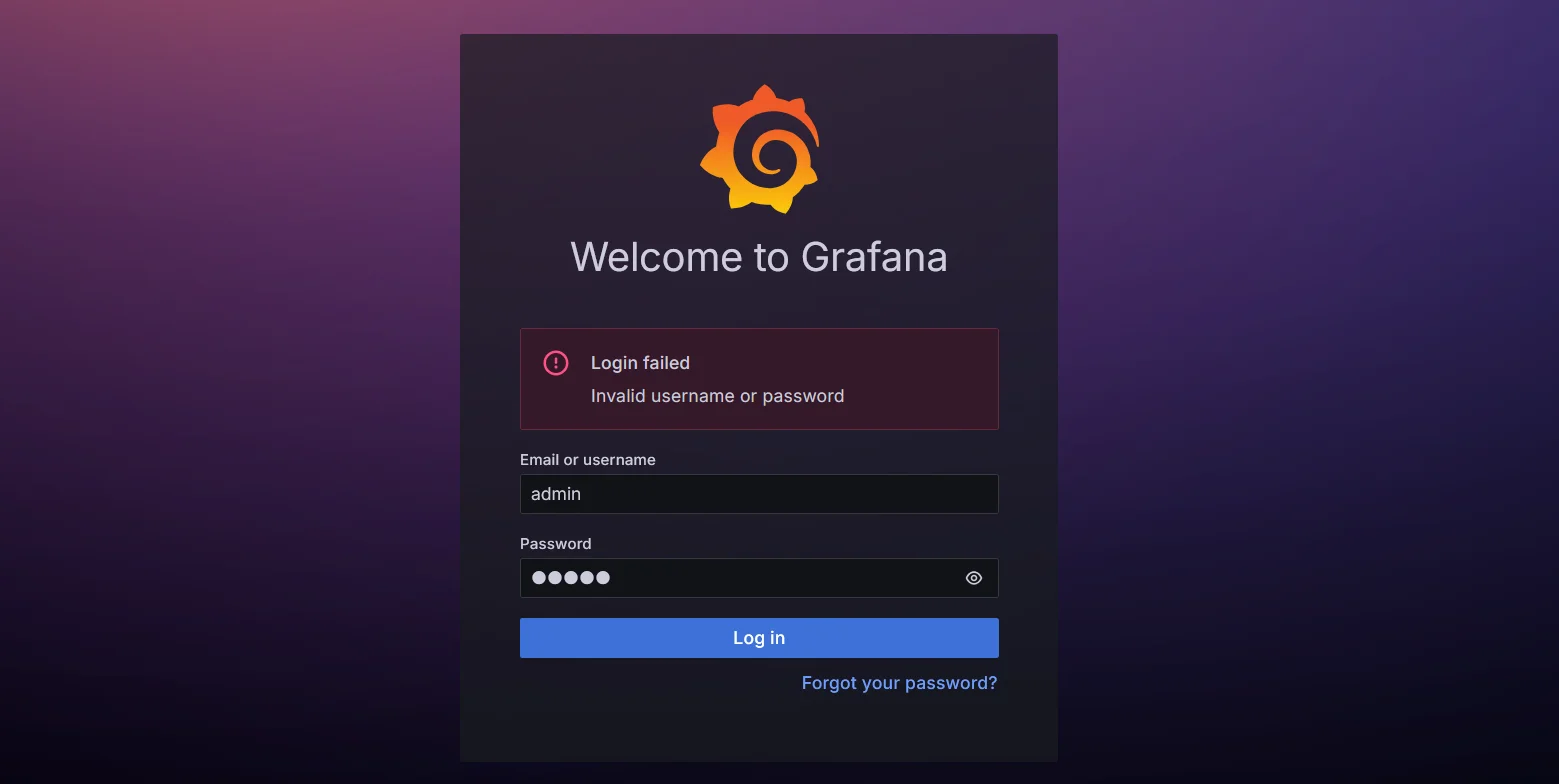 Welcome to Grafana
Login failed
Invalid username or password
Email or username
admin
Password
●●●●●
Log in
Forgot your password?